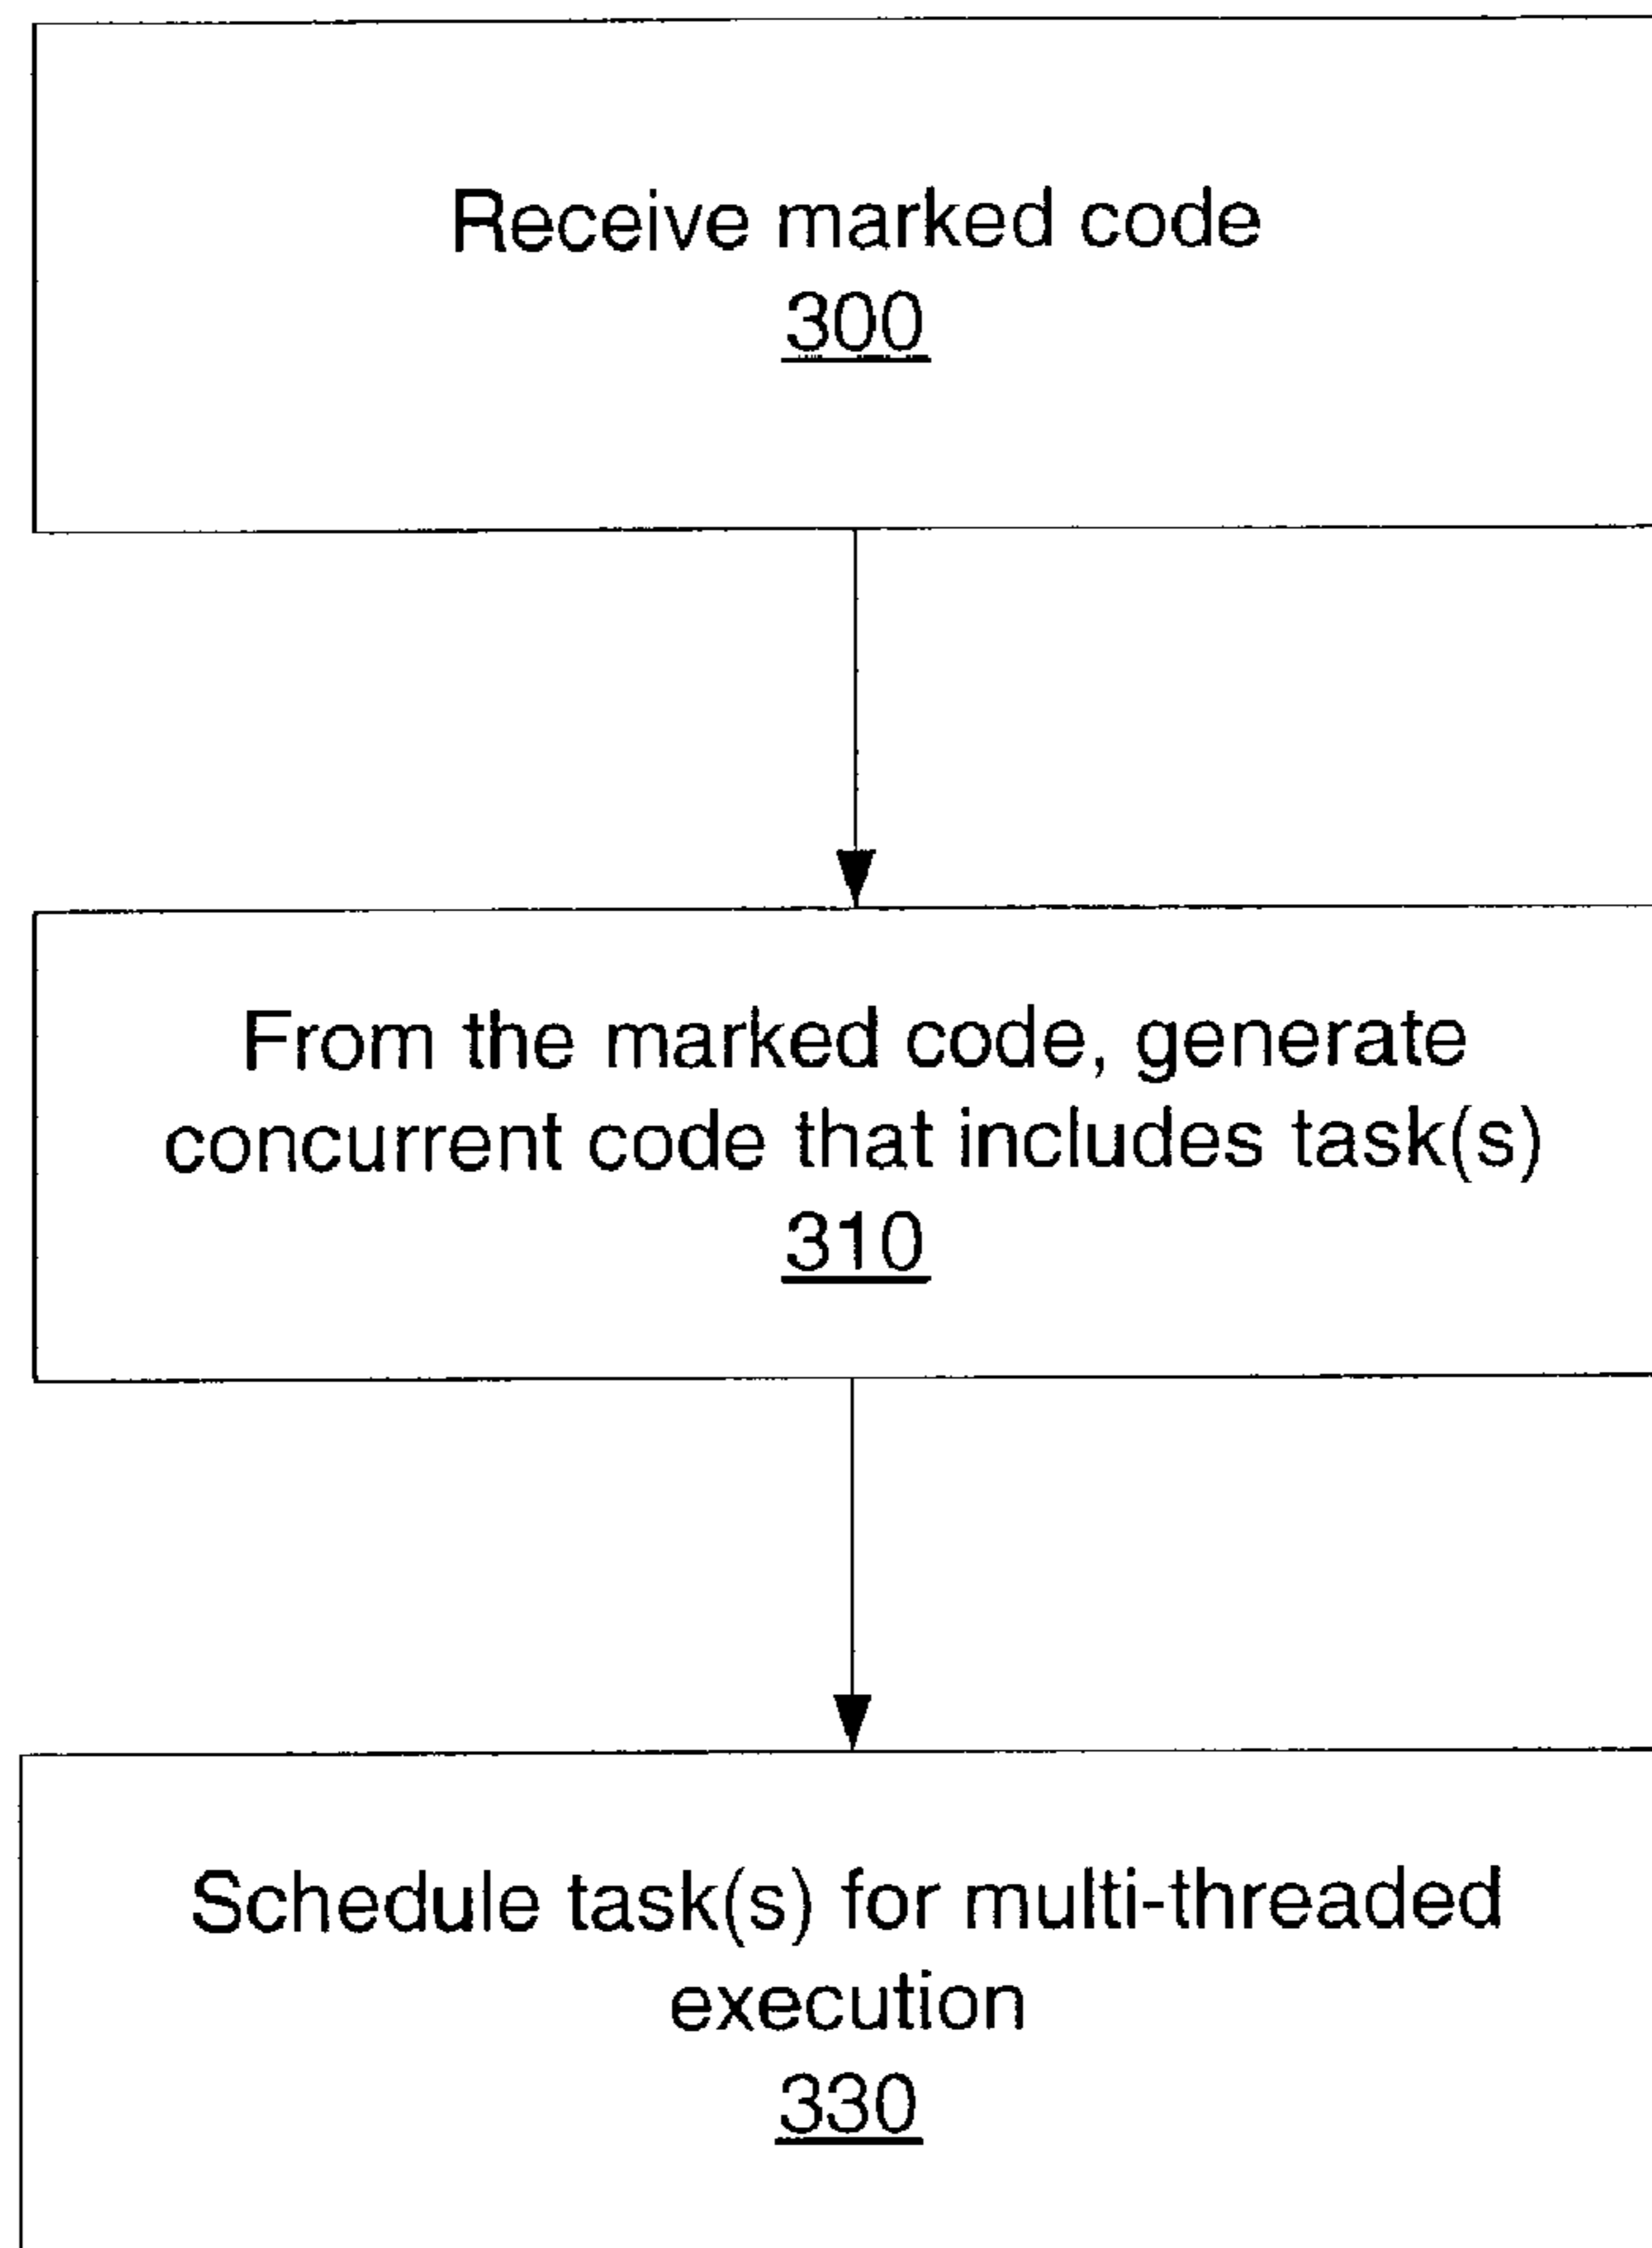 Receive marked code
300
From the marked code, generate
concurrent code that includes task(s)
310
Schedule task(s) for multi-threaded
execution
330